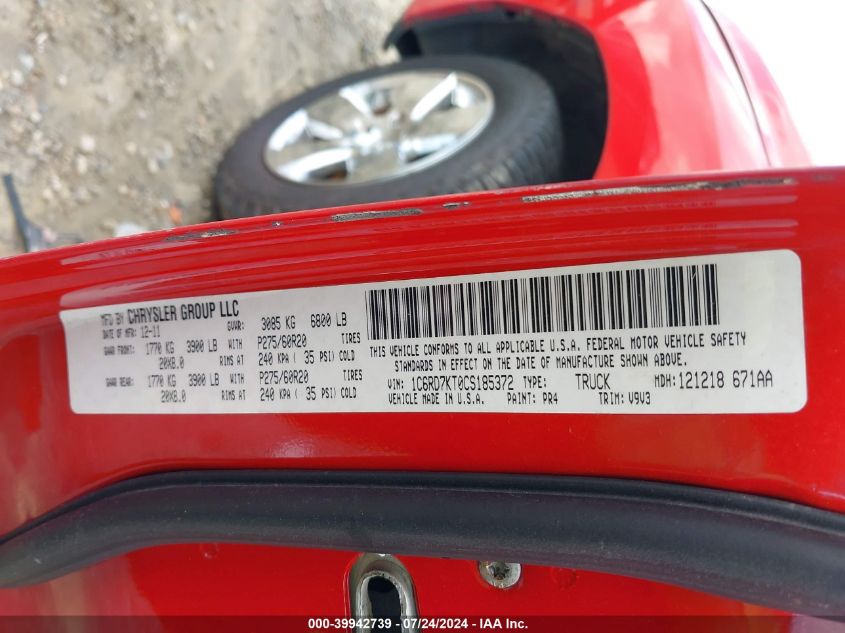 MFD BY CHRYSLER GROUP LLC
DATE OF MFR: 12-11 GVWR: 3085 KG 6800 LB
GAWR FRONT: 1770 KG 3900 LB WITH P275/60R20 TIRES
20X8.0 RIMS AT 240 KPA ( 35 PSI) COLD
GAWR REAR: 1770 KG 3900 LB WITH P275/60R20 TIRES
20X8.0 RIMS AT 240 KPA ( 35 PSI) COLD
THIS VEHICLE CONFORMS TO ALL APPLICABLE U.S.A. FEDERAL MOTOR VEHICLE SAFETY
STANDARDS IN EFFECT ON THE DATE OF MANUFACTURE SHOWN ABOVE.
VIN: 1C6RD7KT0CS185372 TYPE: TRUCK MDH: 121218 671AA
VEHICLE MADE IN U.S.A. PAINT: PR4 TRIM: V9V3
000-39942739 / 07/24/2024 - IAA Inc.